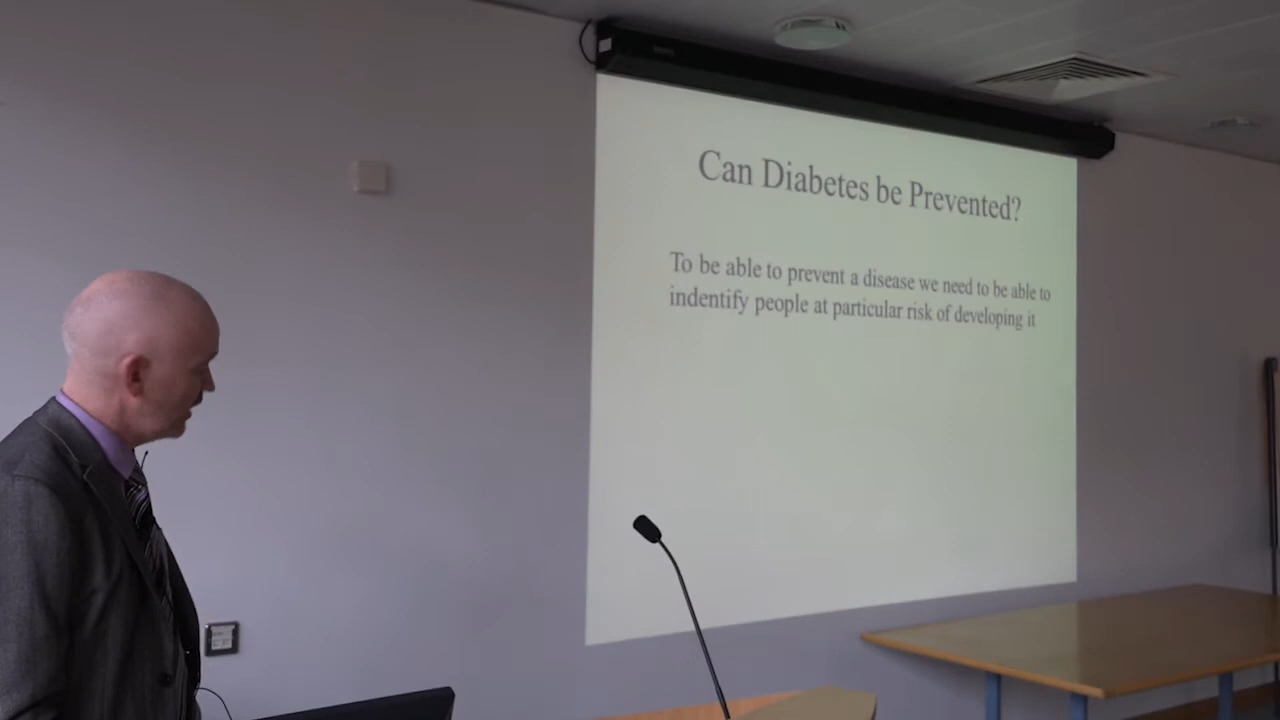 Can Diabetes be Prevented?
To be able to prevent a disease we need to be able to
indentify people at particular risk of developing it